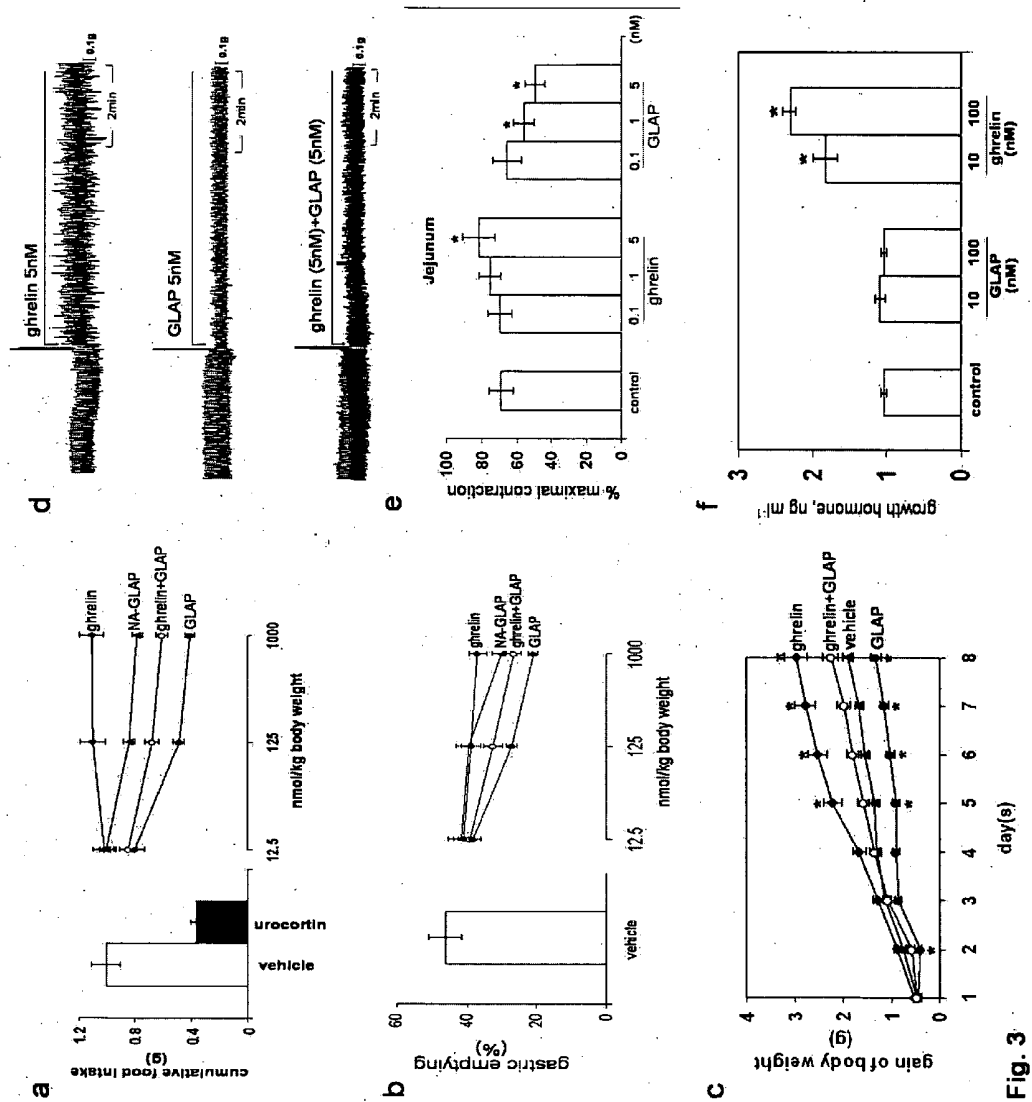 a
cumulative food intake
(g)
1.2
0.8
0.4
0
vehicle
urocortin
ghrelin
NA-GLAP
ghrelin+GLAP
GLAP
12.5
125
1000
nmol/kg body weight
b
gastric emptying
(%)
60
40
20
0
vehicle
ghrelin
NA-GLAP
ghrelin+GLAP
GLAP
12.5
125
1000
nmol/kg body weight
c
gain of body weight
(g)
4
3
2
1
0
* * * *
ghrelin
ghrelin+GLAP
vehicle
GLAP
* * * * *
1 2 3 4 5 6 7 8
day(s)
d
ghrelin 5nM
0.1g
2min
GLAP 5nM
0.1g
2min
ghrelin (5nM)+GLAP (5nM)
0.1g
2min
e
Jejunum
% maximal contraction
100
80
60
40
20
0
* * *
control
0.1 1 5
ghrelin
0.1 1 5 (nM)
GLAP
f
growth hormone, ng ml-1
3
2
1
0
* *
control
10 100
GLAP
(nM)
10 100
ghrelin
(nM)
Fig. 3